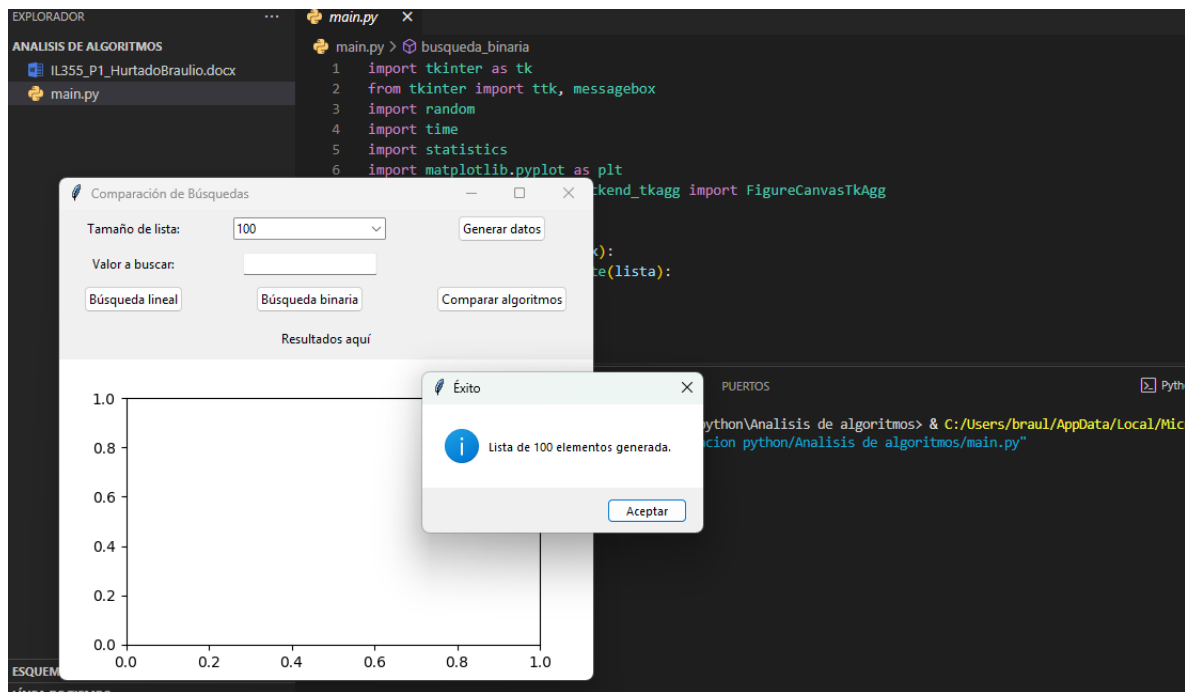 EXPLORADOR ···
main.py
ANALISIS DE ALGORITMOS
IL355_P1_HurtadoBraulio.docx
main.py
main.py > busqueda_binaria
1 import tkinter as tk
2 from tkinter import ttk, messagebox
3 import random
4 import time
5 import statistics
6 import matplotlib.pyplot as plt
kend_tkagg import FigureCanvasTkAgg
):
te(lista):
Comparación de Búsquedas
Tamaño de lista: 100 Generar datos
Valor a buscar:
Búsqueda lineal Búsqueda binaria Comparar algoritmos
Resultados aquí
1.0
0.8
0.6
0.4
0.2
0.0
0.0 0.2 0.4 0.6 0.8 1.0
Éxito
Lista de 100 elementos generada.
Aceptar
PUERTOS
Pyth
ython\Analisis de algoritmos> & C:/Users/braul/AppData/Local/Mic
cion python/Analisis de algoritmos/main.py"
ESQUEM